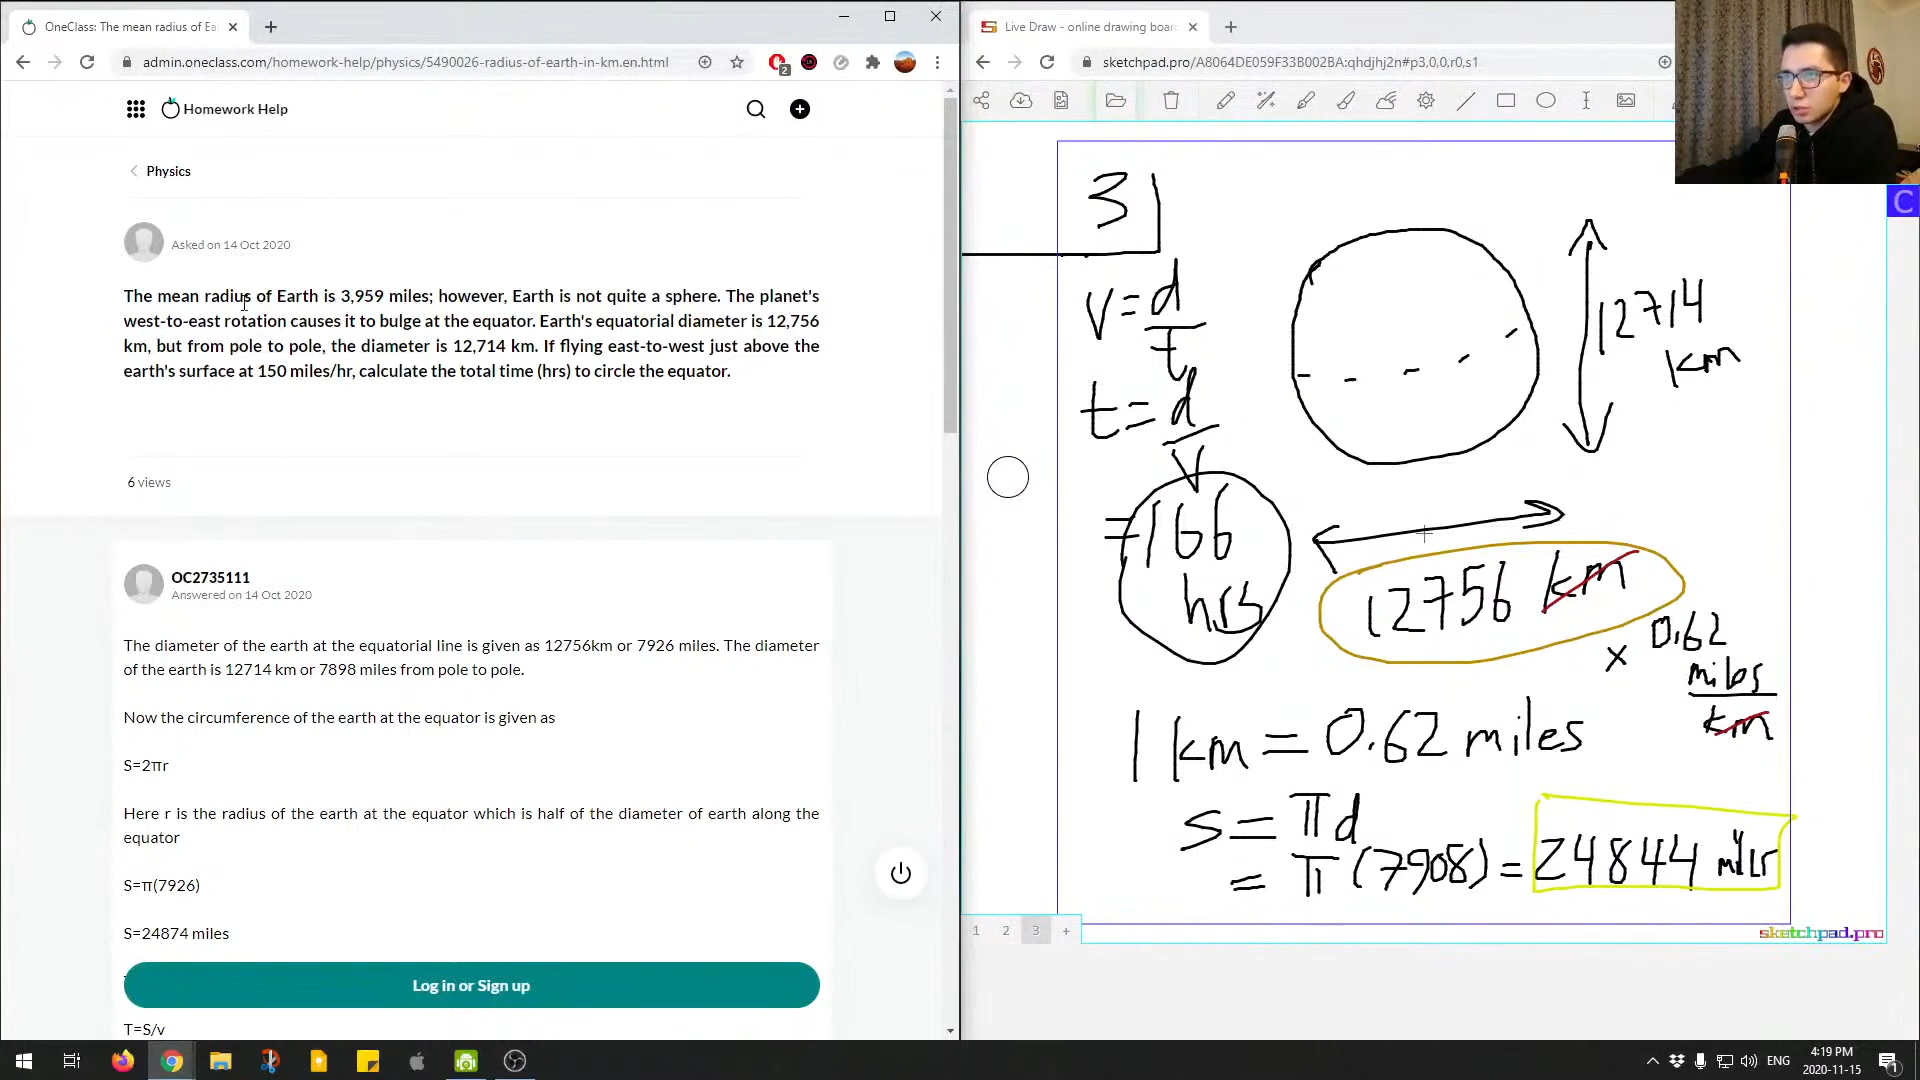 OneClass: The mean radius of Ea
admin.oneclass.com/homework-help/physics/5490026-radius-of-earth-in-km.en.html
2
Homework Help
Physics
Asked on 14 Oct 2020
The mean radius of Earth is 3,959 miles; however, Earth is not quite a sphere. The planet's
west-to-east rotation causes it to bulge at the equator. Earth's equatorial diameter is 12,756
km, but from pole to pole, the diameter is 12,714 km. If flying east-to-west just above the
earth's surface at 150 miles/hr, calculate the total time (hrs) to circle the equator.
6 views
OC2735111
Answered on 14 Oct 2020
The diameter of the earth at the equatorial line is given as 12756km or 7926 miles. The diameter
of the earth is 12714 km or 7898 miles from pole to pole.
Now the circumference of the earth at the equator is given as
S=2πr
Here r is the radius of the earth at the equator which is half of the diameter of earth along the
equator
S=π(7926)
S=24874 miles
Log in or Sign up
T=S/v
Live Draw - online drawing boar
sketchpad.pro/A8064DE059F33B002BA:qhdjhj2n#p3,0,0,r0,s1
C
3
v = d
t
t = d
v
= 166
hrs
12714
km
12756 km
x 0.62
miles
km
1 km = 0.62 miles
s = πd
= π (7908) = 24844 miles
1 2 3 +
sketchpad.pro
ENG
4:19 PM
2020-11-15
1